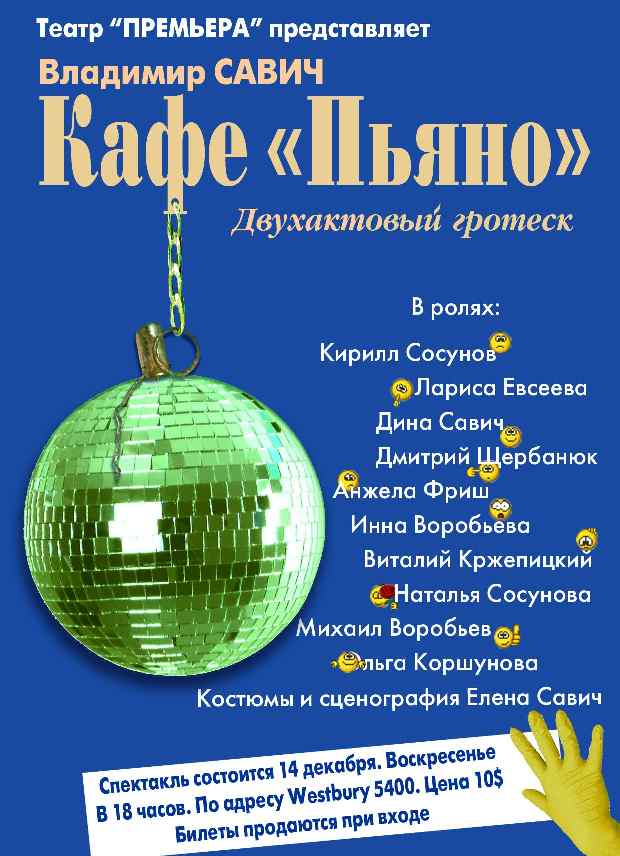 Театр “ПРЕМЬЕРА” представляет
Владимир САВИЧ
Кафе «Пьяно»
Двухактовый гротеск
В ролях:
Кирилл Сосунов
Лариса Евсеева
Дина Савич
Дмитрий Щербанюк
Анжела Фриш
Инна Воробьева
Виталий Кржепицкий
Наталья Сосунова
Михаил Воробьев
Ольга Коршунова
Костюмы и сценография Елена Савич
Спектакль состоится 14 декабря. Воскресенье
В 18 часов. По адресу Westbury 5400. Цена 10$
Билеты продаются при входе